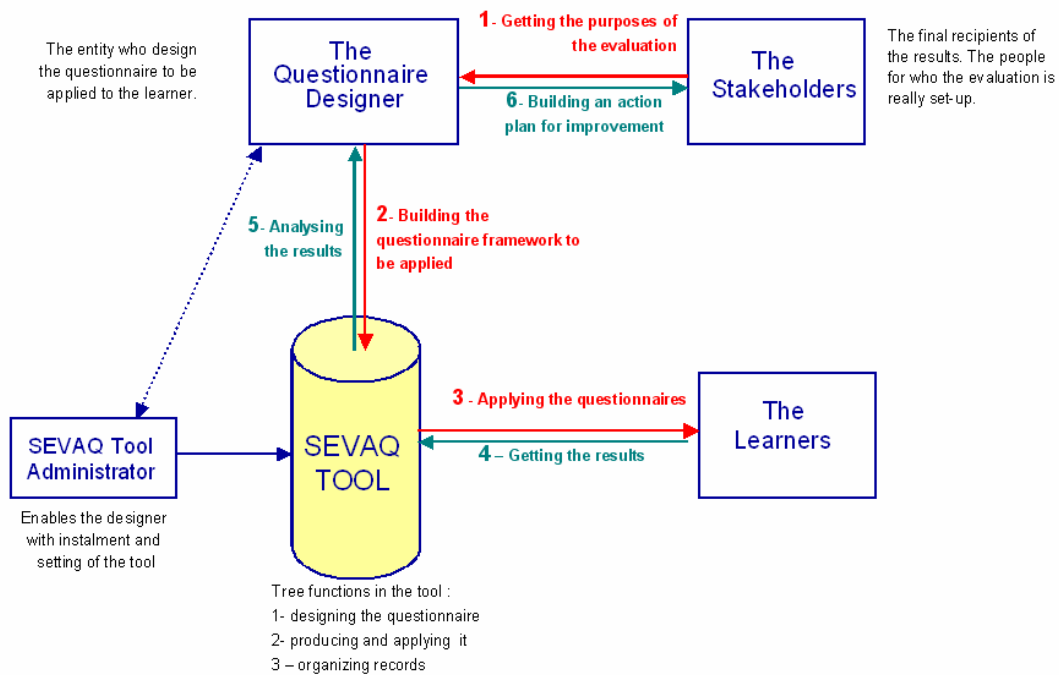 The entity who design
the questionnaire to be
applied to the learner.
The
Questionnaire
Designer
1- Getting the purposes of
the evaluation
6- Building an action
plan for improvement
The
Stakeholders
The final recipients of
the results. The people
for who the evaluation is
really set-up.
5- Analysing
the results
2- Building the
questionnaire framework to
be applied
SEVAQ Tool
Administrator
Enables the designer
with instalment and
setting of the tool
SEVAQ
TOOL
3 - Applying the questionnaires
4 – Getting the results
The
Learners
Tree functions in the tool :
1- designing the questionnaire
2- producing and applying it
3 – organizing records